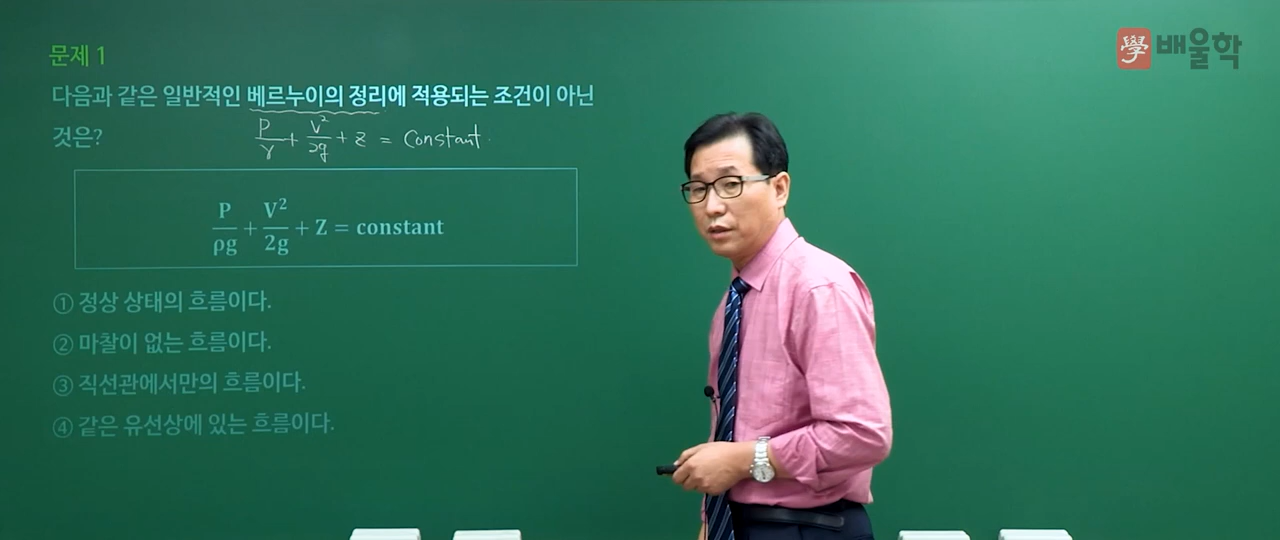 문제 1
學 배울학
다음과 같은 일반적인 베르누이의 정리에 적용되는 조건이 아닌
것은?
P/γ + V²/2g + z = Constant.
P/ρg + V²/2g + Z = constant
① 정상 상태의 흐름이다.
② 마찰이 없는 흐름이다.
③ 직선관에서만의 흐름이다.
④ 같은 유선상에 있는 흐름이다.